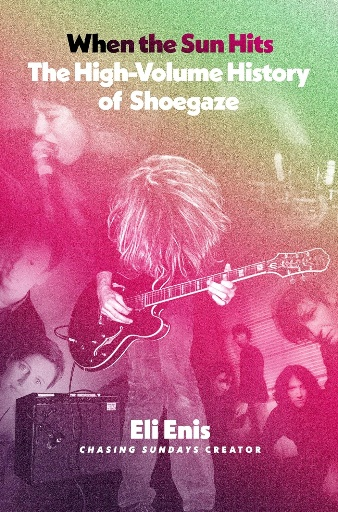 When the Sun Hits
The High-Volume History
of Shoegaze
Eli Enis
CHASING SUNDAYS CREATOR